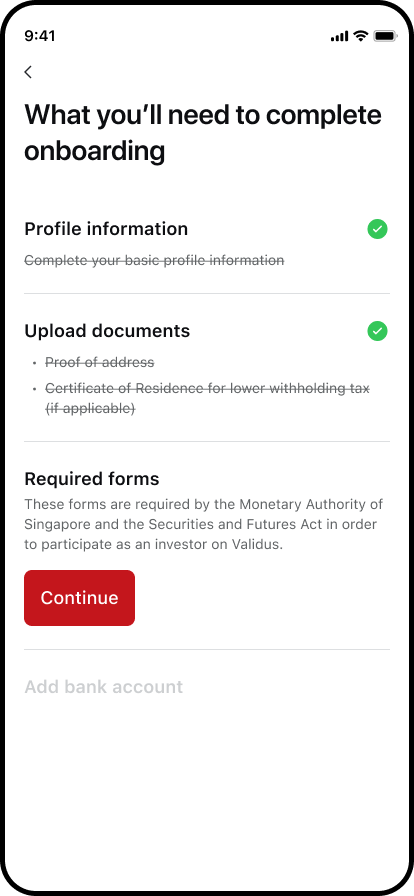 9:41
What you’ll need to complete
onboarding
Profile information
Complete your basic profile information
Upload documents
• Proof of address
• Certificate of Residence for lower withholding tax
(if applicable)
Required forms
These forms are required by the Monetary Authority of
Singapore and the Securities and Futures Act in order
to participate as an investor on Validus.
Continue
Add bank account